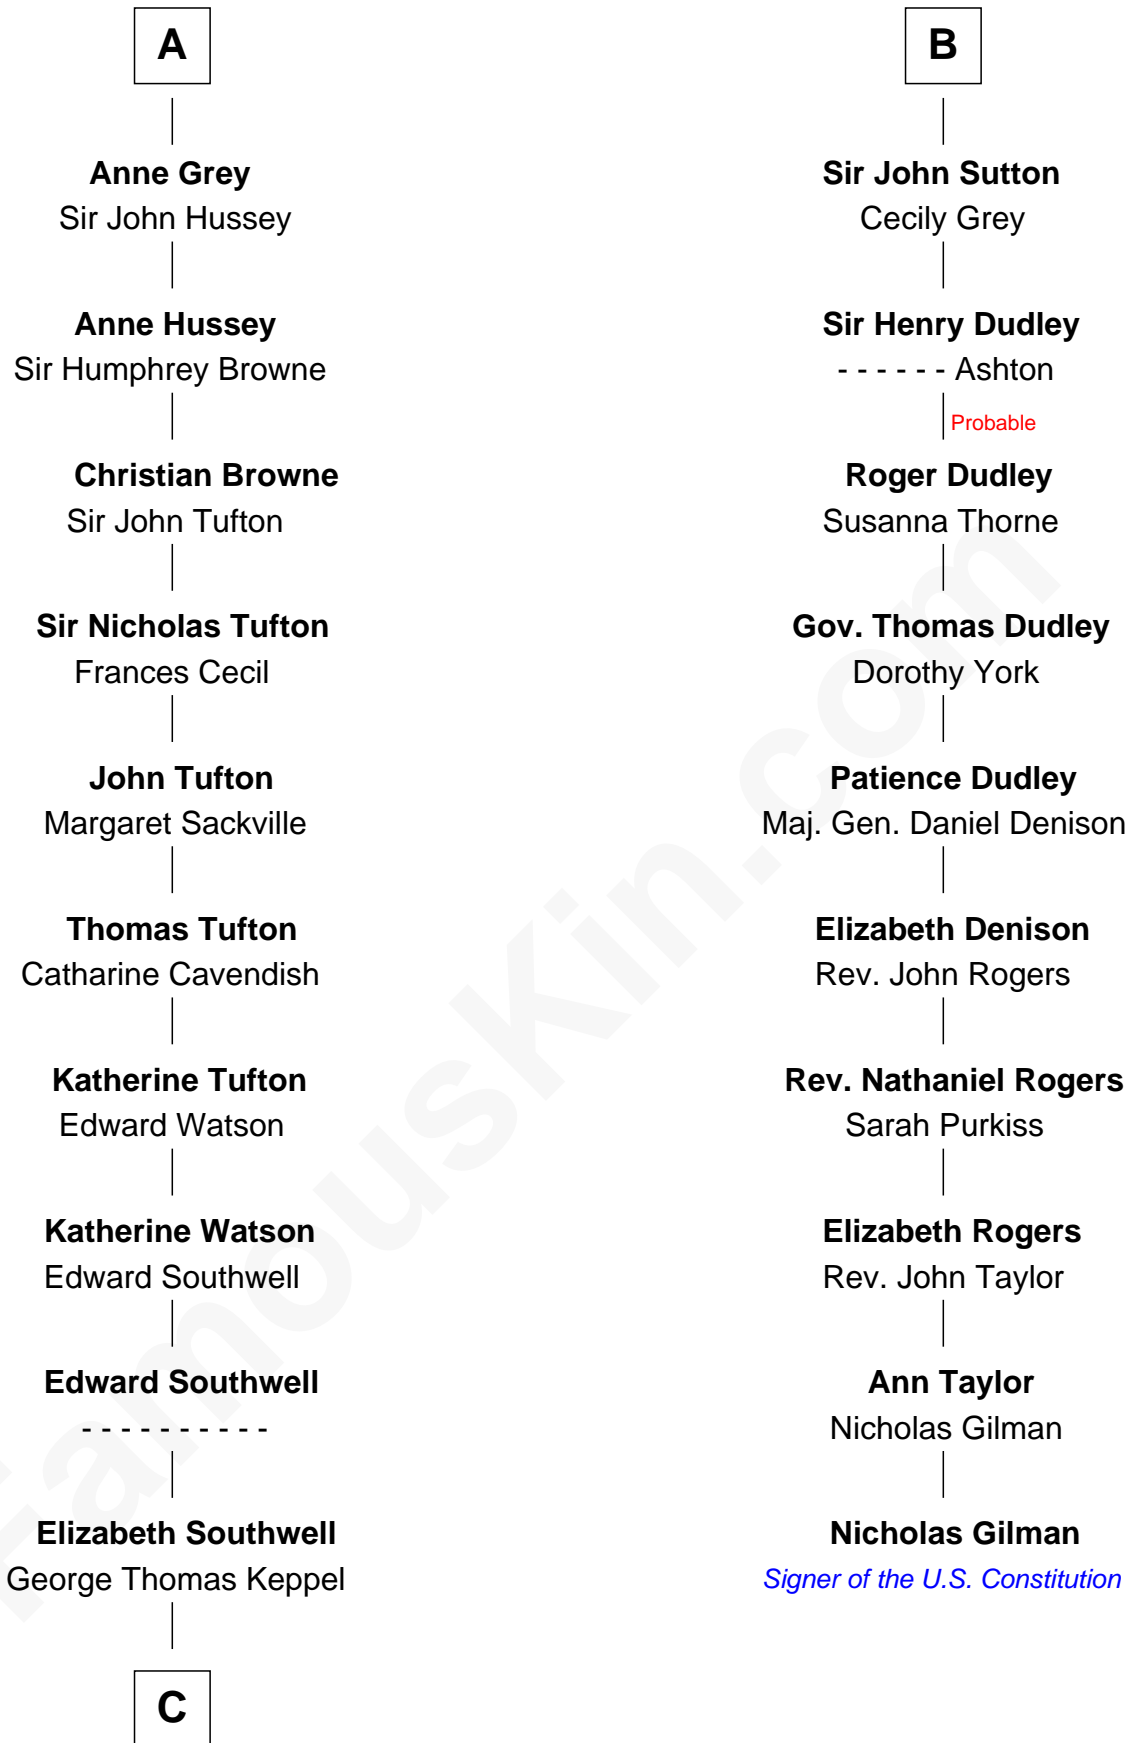 A
Anne Grey
Sir John Hussey
Anne Hussey
Sir Humphrey Browne
Christian Browne
Sir John Tufton
Sir Nicholas Tufton
Frances Cecil
John Tufton
Margaret Sackville
Thomas Tufton
Catharine Cavendish
Katherine Tufton
Edward Watson
Katherine Watson
Edward Southwell
Edward Southwell
- - - - - - - - - -
Elizabeth Southwell
George Thomas Keppel
C
B
Sir John Sutton
Cecily Grey
Sir Henry Dudley
- - - - - - Ashton
Probable
Roger Dudley
Susanna Thorne
Gov. Thomas Dudley
Dorothy York
Patience Dudley
Maj. Gen. Daniel Denison
Elizabeth Denison
Rev. John Rogers
Rev. Nathaniel Rogers
Sarah Purkiss
Elizabeth Rogers
Rev. John Taylor
Ann Taylor
Nicholas Gilman
Nicholas Gilman
Signer of the U.S. Constitution
FamousKin.com